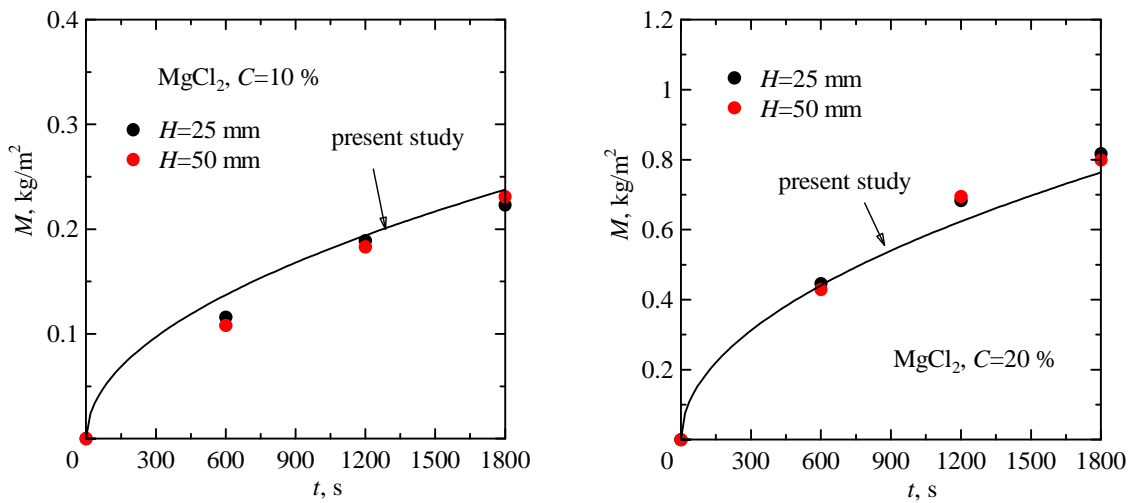 0.4
0.3
0.2
0.1
0
M, kg/m²
MgCl₂, C=10 %
H=25 mm
H=50 mm
present study
0 300 600 900 1200 1500 1800
t, s
1.2
1
0.8
0.6
0.4
0.2
0
M, kg/m²
H=25 mm
H=50 mm
present study
MgCl₂, C=20 %
0 300 600 900 1200 1500 1800
t, s